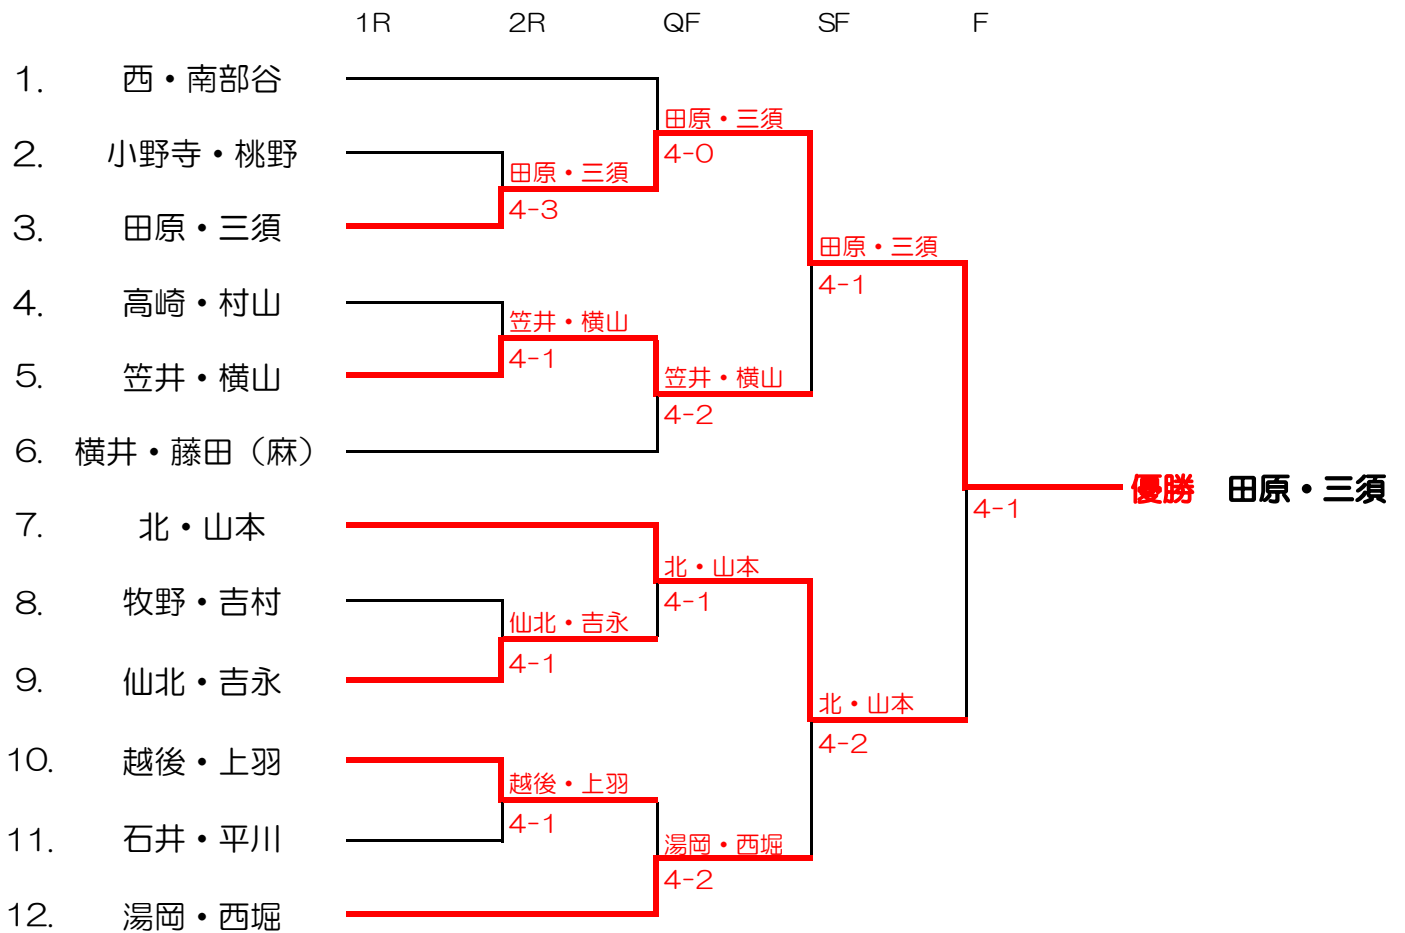 1R 2R QF SF F
1. 西・南部谷
田原・三須
4-0
2. 小野寺・桃野
田原・三須
4-3
3. 田原・三須
田原・三須
4-1
4. 高崎・村山
笠井・横山
4-1
5. 笠井・横山
笠井・横山
4-2
6. 横井・藤田（麻）
優勝 田原・三須
4-1
7. 北・山本
北・山本
4-1
8. 牧野・吉村
仙北・吉永
4-1
9. 仙北・吉永
北・山本
4-2
10. 越後・上羽
越後・上羽
4-1
11. 石井・平川
湯岡・西堀
4-2
12. 湯岡・西堀